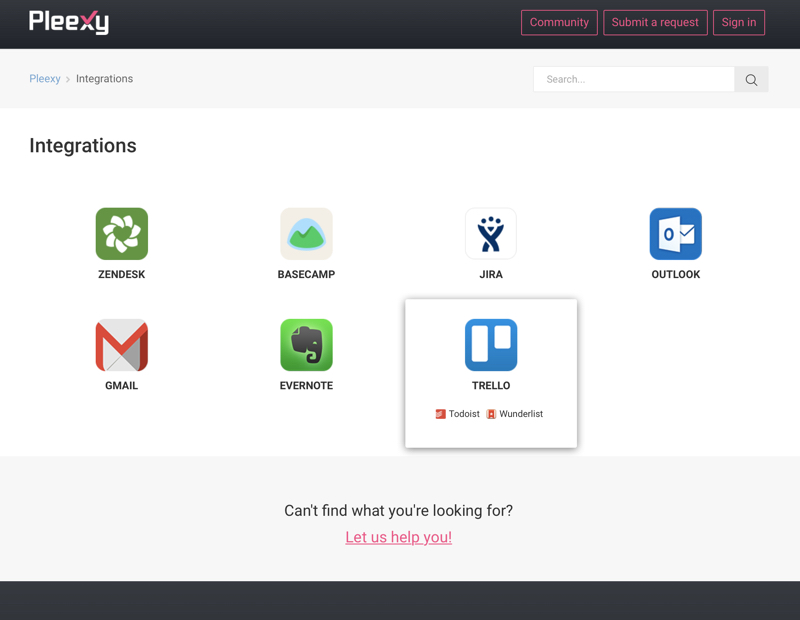 Pleexy
Community Submit a request Sign in
Pleexy > Integrations
Search...
Integrations
ZENDESK BASECAMP JIRA OUTLOOK
GMAIL EVERNOTE TRELLO
Todoist Wunderlist
Can't find what you're looking for?
Let us help you!